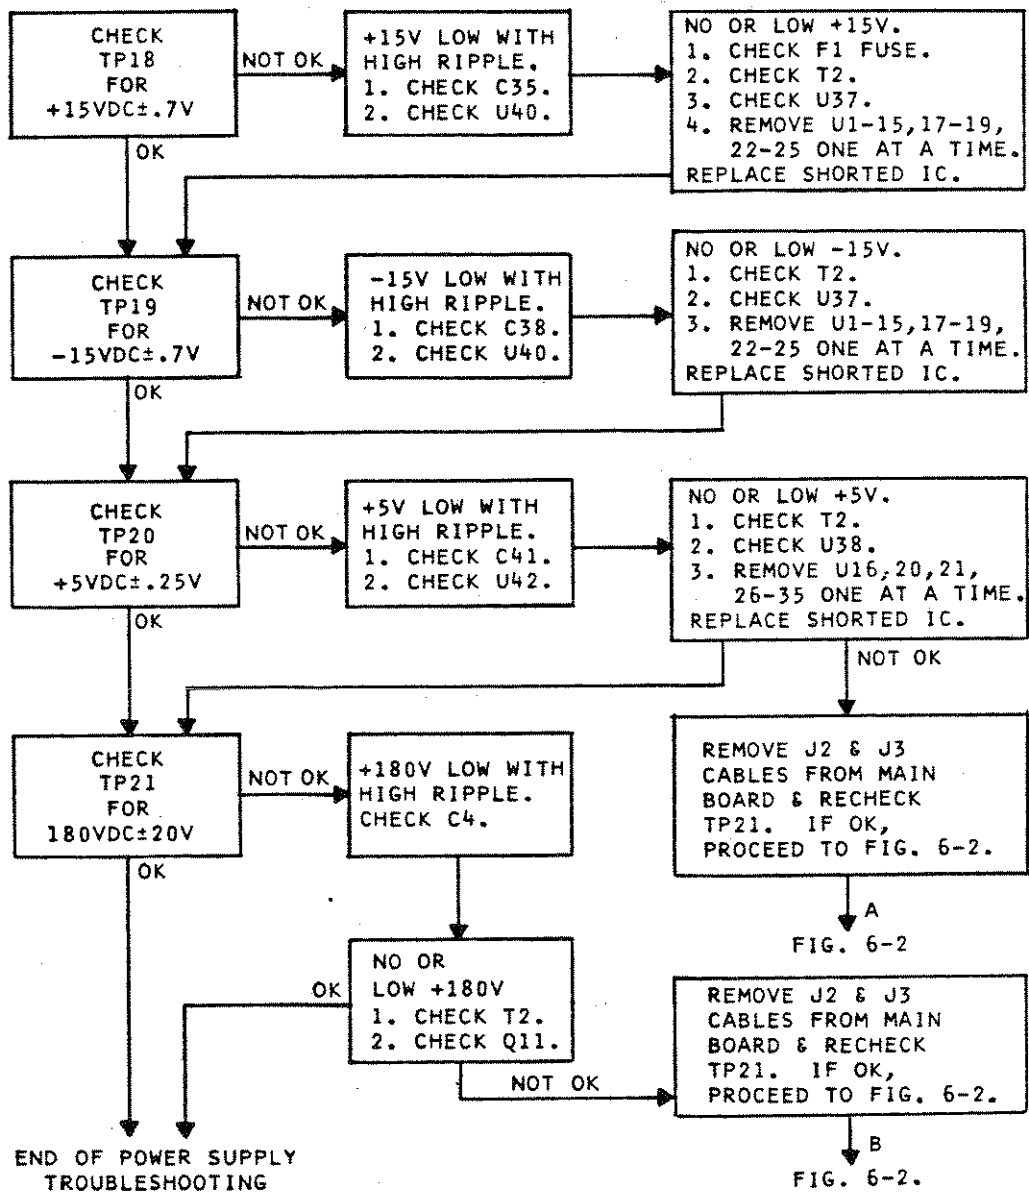 CHECK
TP18
FOR
+15VDC±.7V
NOT OK
+15V LOW WITH
HIGH RIPPLE.
1. CHECK C35.
2. CHECK U40.
NO OR LOW +15V.
1. CHECK F1 FUSE.
2. CHECK T2.
3. CHECK U37.
4. REMOVE U1-15,17-19,
22-25 ONE AT A TIME.
REPLACE SHORTED IC.
OK
CHECK
TP19
FOR
-15VDC±.7V
NOT OK
-15V LOW WITH
HIGH RIPPLE.
1. CHECK C38.
2. CHECK U40.
NO OR LOW -15V.
1. CHECK T2.
2. CHECK U37.
3. REMOVE U1-15,17-19,
22-25 ONE AT A TIME.
REPLACE SHORTED IC.
OK
CHECK
TP20
FOR
+5VDC±.25V
NOT OK
+5V LOW WITH
HIGH RIPPLE.
1. CHECK C41.
2. CHECK U42.
NO OR LOW +5V.
1. CHECK T2.
2. CHECK U38.
3. REMOVE U16,20,21,
26-35 ONE AT A TIME.
REPLACE SHORTED IC.
OK
NOT OK
CHECK
TP21
FOR
180VDC±20V
NOT OK
+180V LOW WITH
HIGH RIPPLE.
CHECK C4.
REMOVE J2 & J3
CABLES FROM MAIN
BOARD & RECHECK
TP21. IF OK,
PROCEED TO FIG. 6-2.
OK
A
FIG. 6-2
OK
NO OR
LOW +180V
1. CHECK T2.
2. CHECK Q11.
NOT OK
REMOVE J2 & J3
CABLES FROM MAIN
BOARD & RECHECK
TP21. IF OK,
PROCEED TO FIG. 6-2.
B
FIG. 6-2.
END OF POWER SUPPLY
TROUBLESHOOTING